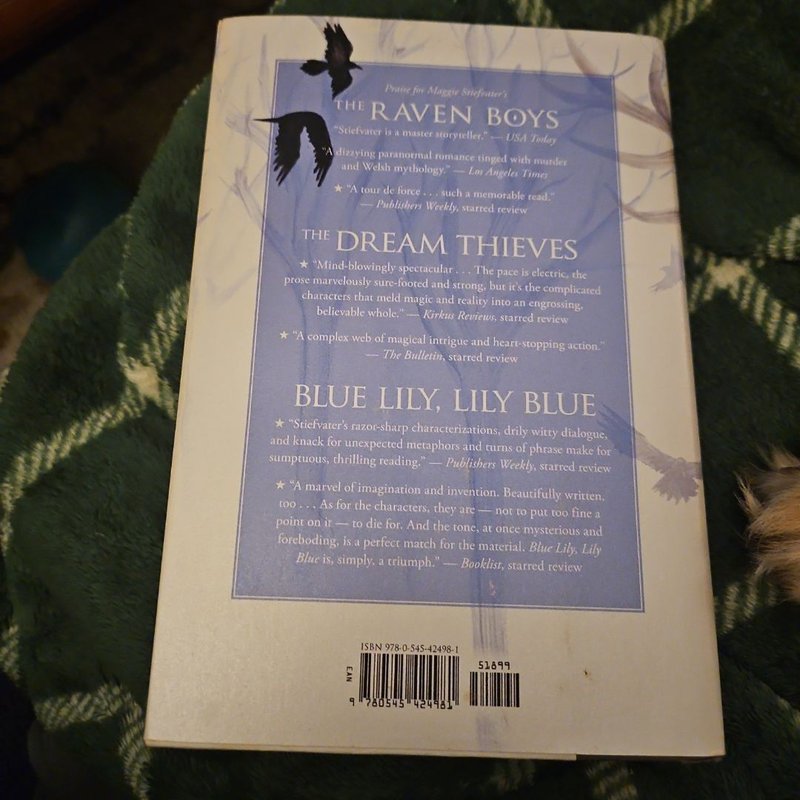 Praise for Maggie Stiefvater's
THE RAVEN BOYS
"Stiefvater is a master storyteller." — USA Today
"A dizzying paranormal romance tinged with murder
and Welsh mythology." — Los Angeles Times
★ "A tour de force . . . such a memorable read."
— Publishers Weekly, starred review
THE DREAM THIEVES
★ "Mind-blowingly spectacular . . . The pace is electric, the
prose marvelously sure-footed and strong, but it's the complicated
characters that meld magic and reality into an engrossing,
believable whole." — Kirkus Reviews, starred review
★ "A complex web of magical intrigue and heart-stopping action."
— The Bulletin, starred review
BLUE LILY, LILY BLUE
★ "Stiefvater's razor-sharp characterizations, drily witty dialogue,
and knack for unexpected metaphors and turns of phrase make for
sumptuous, thrilling reading." — Publishers Weekly, starred review
★ "A marvel of imagination and invention. Beautifully written,
too . . . As for the characters, they are — not to put too fine a
point on it — to die for. And the tone, at once mysterious and
foreboding, is a perfect match for the material. Blue Lily, Lily
Blue is, simply, a triumph." — Booklist, starred review
ISBN 978-0-545-42498-1
51899
EAN
9 780545 424981